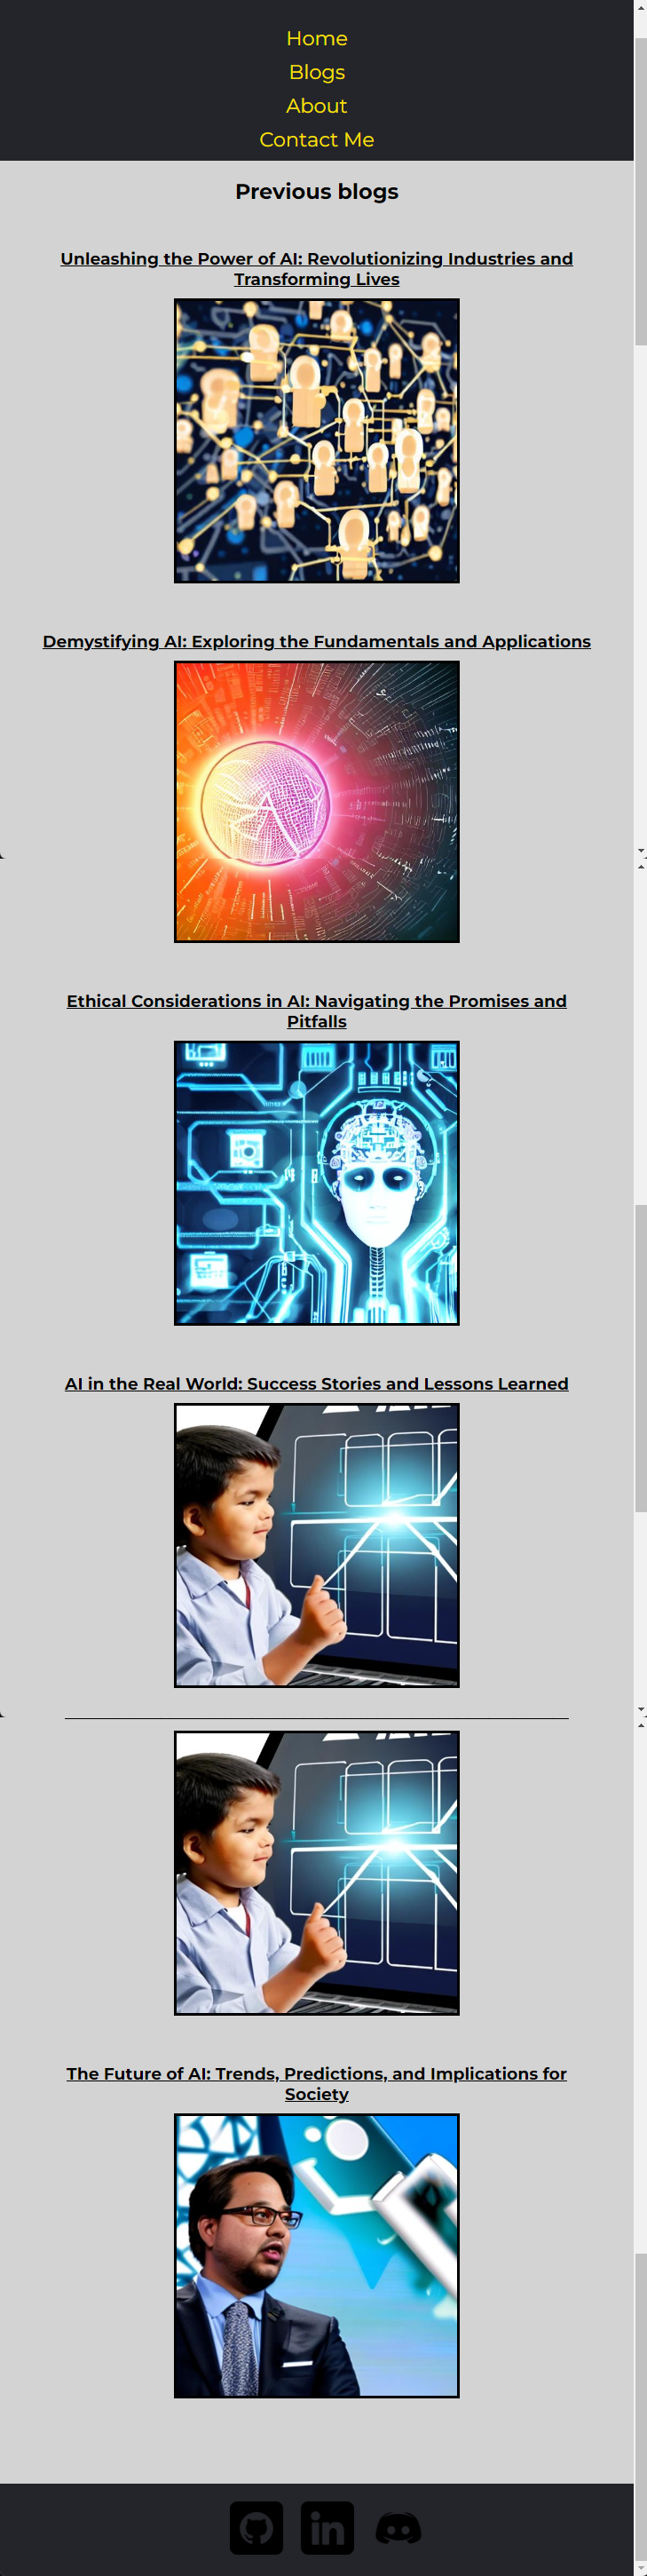 Home
Blogs
About
Contact Me
Previous blogs
Unleashing the Power of AI: Revolutionizing Industries and
Transforming Lives
Demystifying AI: Exploring the Fundamentals and Applications
Ethical Considerations in AI: Navigating the Promises and
Pitfalls
AI in the Real World: Success Stories and Lessons Learned
The Future of AI: Trends, Predictions, and Implications for
Society
in